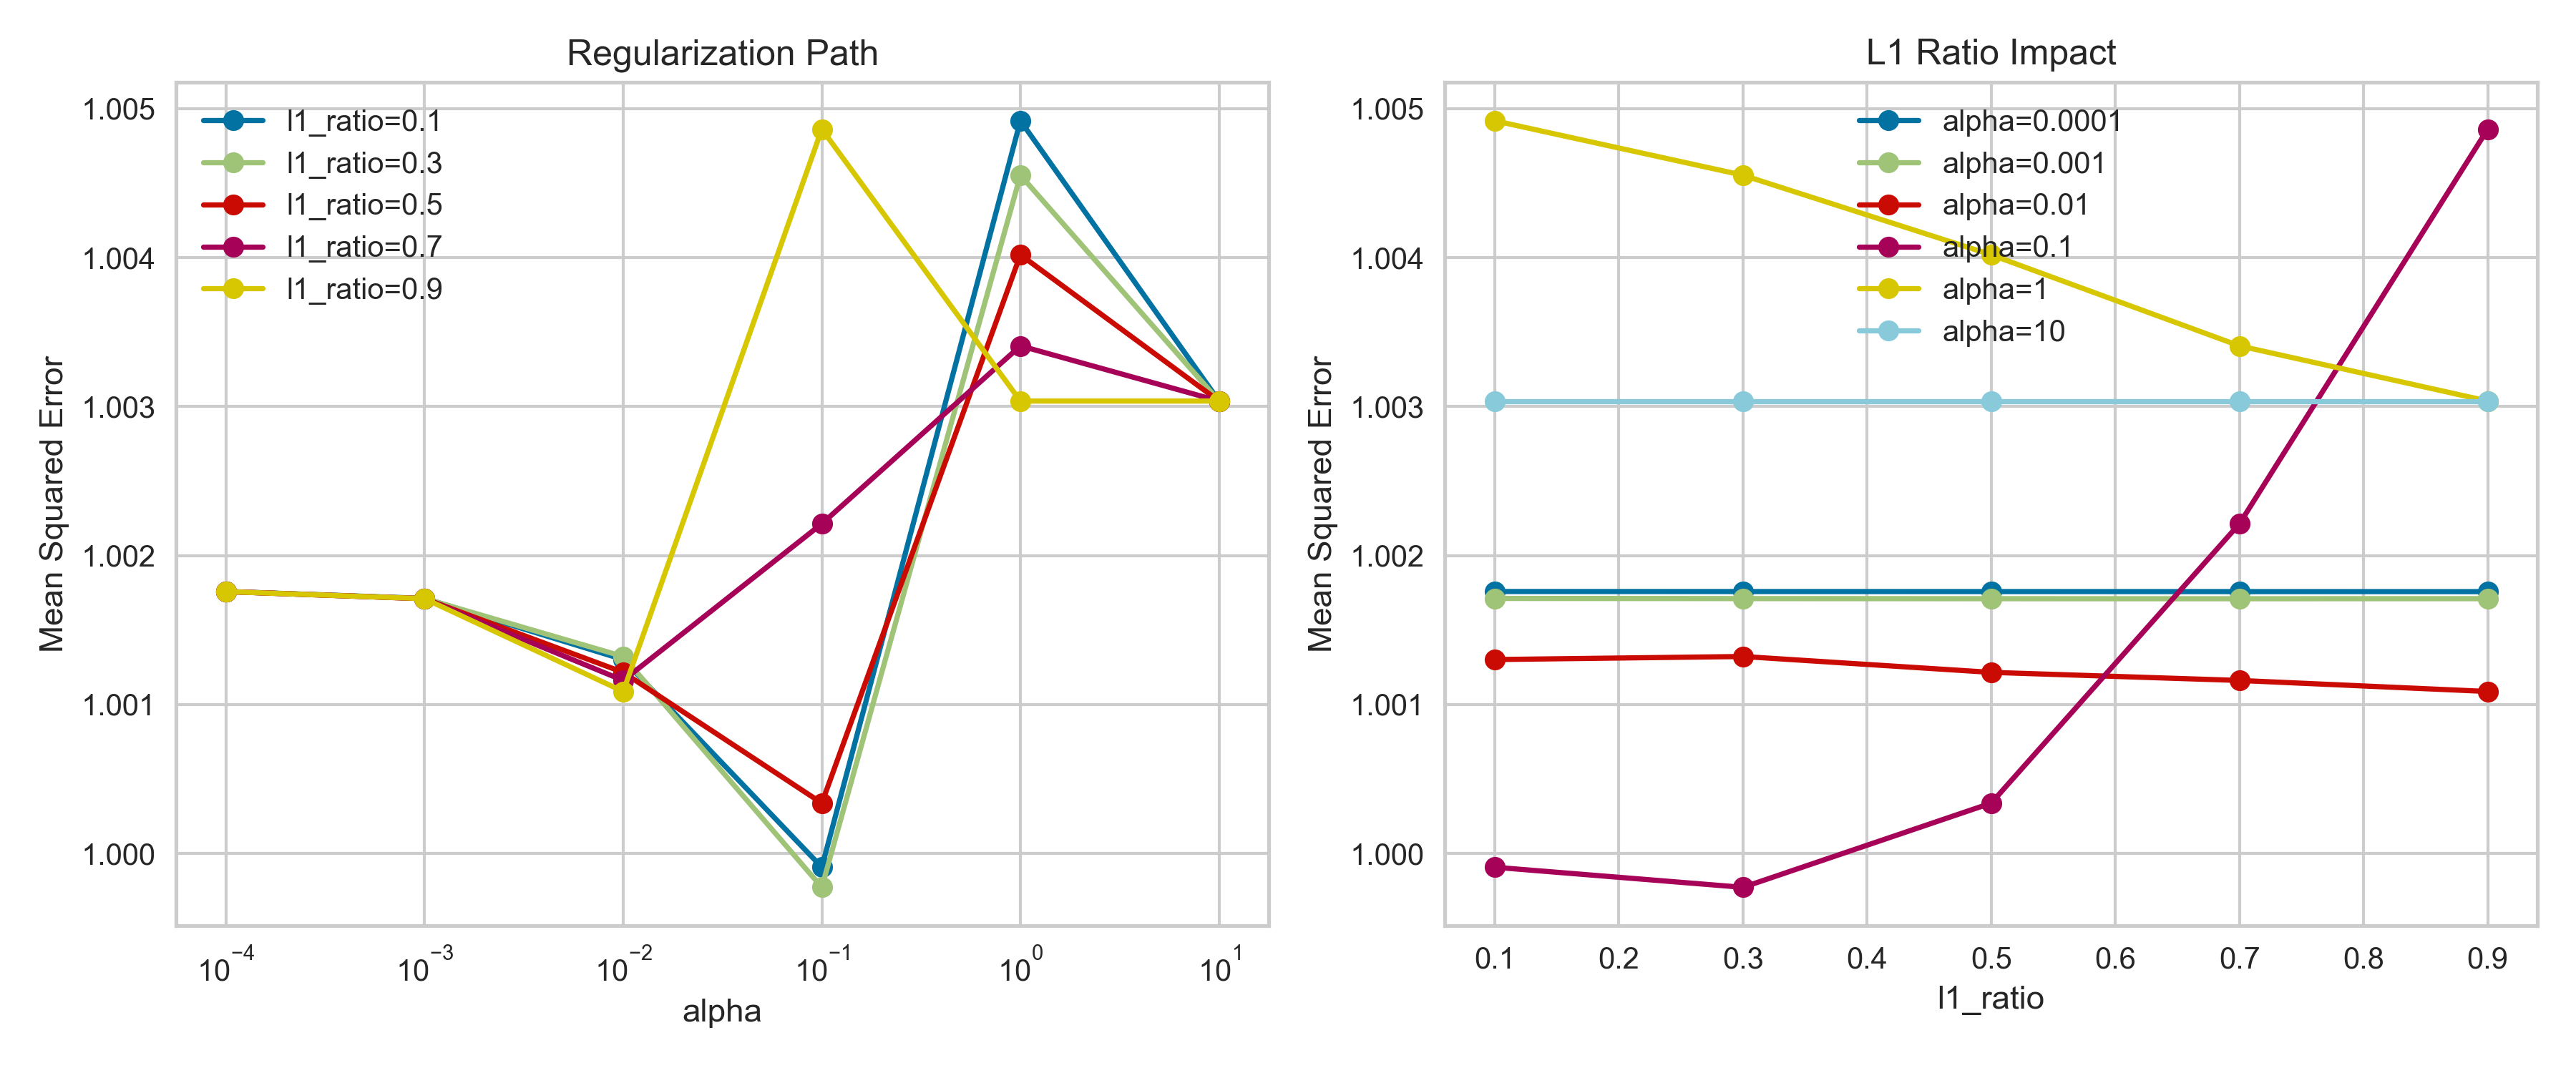 Regularization Path
1.005
1.004
1.003
1.002
1.001
1.000
Mean Squared Error
l1_ratio=0.1
l1_ratio=0.3
l1_ratio=0.5
l1_ratio=0.7
l1_ratio=0.9
10⁻⁴ 10⁻³ 10⁻² 10⁻¹ 10⁰ 10¹
alpha
L1 Ratio Impact
1.005
1.004
1.003
1.002
1.001
1.000
Mean Squared Error
alpha=0.0001
alpha=0.001
alpha=0.01
alpha=0.1
alpha=1
alpha=10
0.1 0.2 0.3 0.4 0.5 0.6 0.7 0.8 0.9
l1_ratio